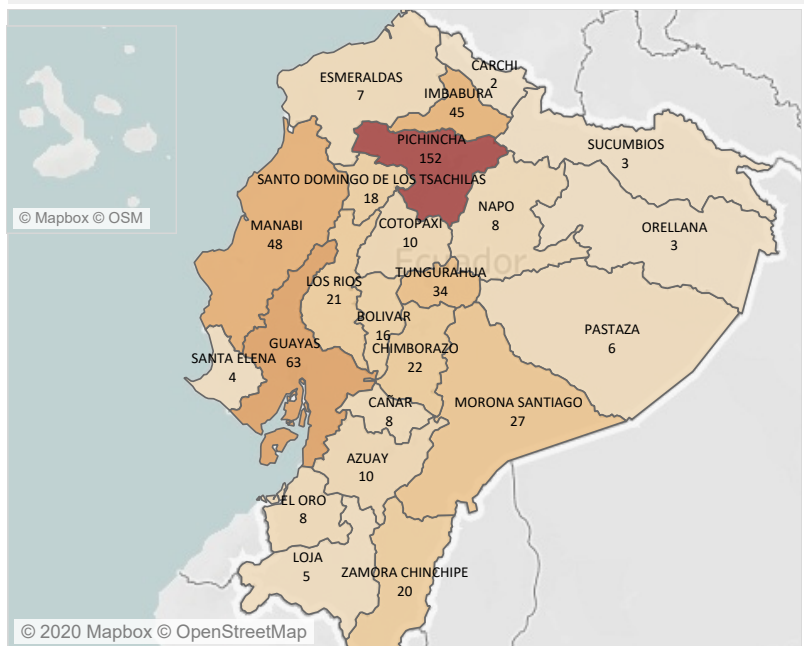 CARCHI
2
ESMERALDAS
7
IMBABURA
45
PICHINCHA
152
SUCUMBIOS
3
SANTO DOMINGO DE LOS TSACHILAS
18
NAPO
8
© Mapbox © OSM
MANABI
48
COTOPAXI
10
ORELLANA
3
Ecuador
TUNGURAHUA
34
LOS RIOS
21
BOLIVAR
16
PASTAZA
6
GUAYAS
63
CHIMBORAZO
22
SANTA ELENA
4
CAÑAR
8
MORONA SANTIAGO
27
AZUAY
10
EL ORO
8
LOJA
5
ZAMORA CHINCHIPE
20
© 2020 Mapbox © OpenStreetMap